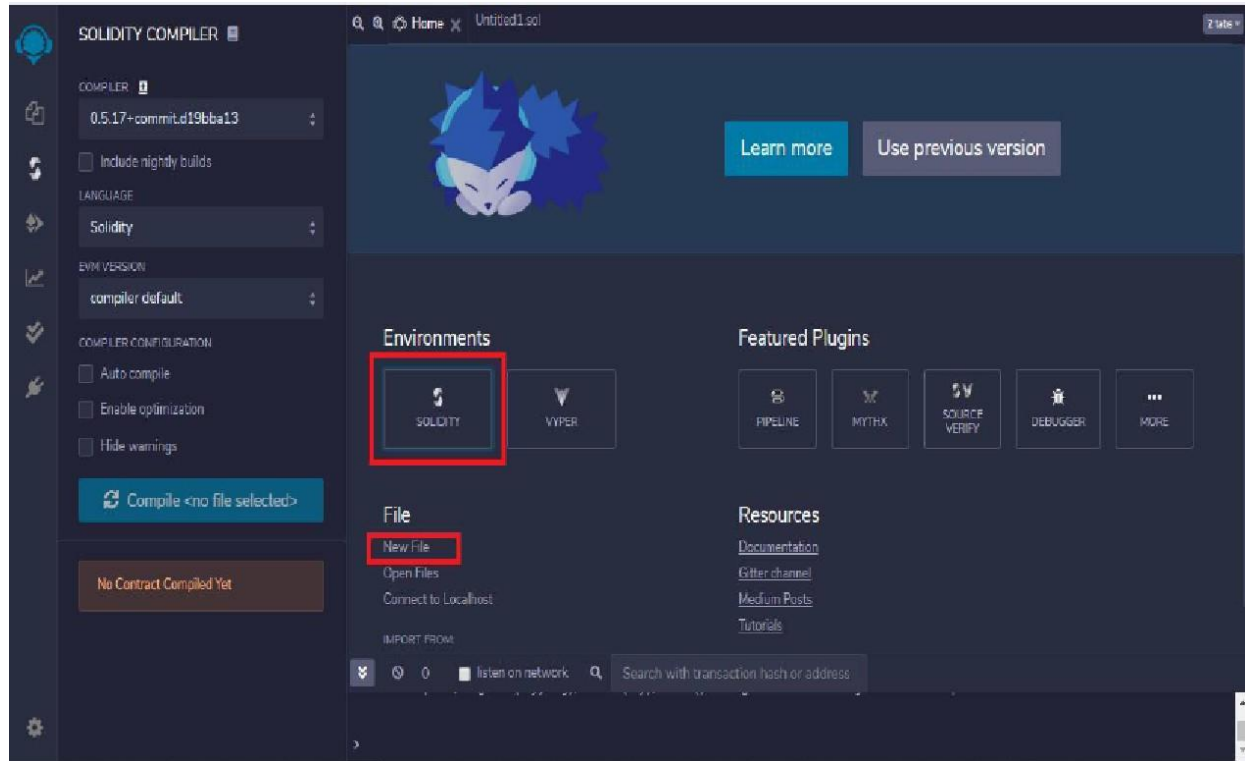 SOLIDITY COMPILER
COMPILER
0.5.17+commit.d19bba13
Include nightly builds
LANGUAGE
Solidity
EVM VERSION
compiler default
COMPILER CONFIGURATION
Auto compile
Enable optimization
Hide warnings
Compile <no file selected>
No Contract Compiled Yet
Home
Untitled1.sol
2 tabs
Learn more
Use previous version
Environments
SOLIDITY
VYPER
Featured Plugins
PIPELINE
MYTHX
SOURCE
VERIFY
DEBUGGER
MORE
File
New File
Open Files
Connect to Localhost
IMPORT FROM:
Resources
Documentation
Gitter channel
Medium Posts
Tutorials
0
listen on network
Search with transaction hash or address
>